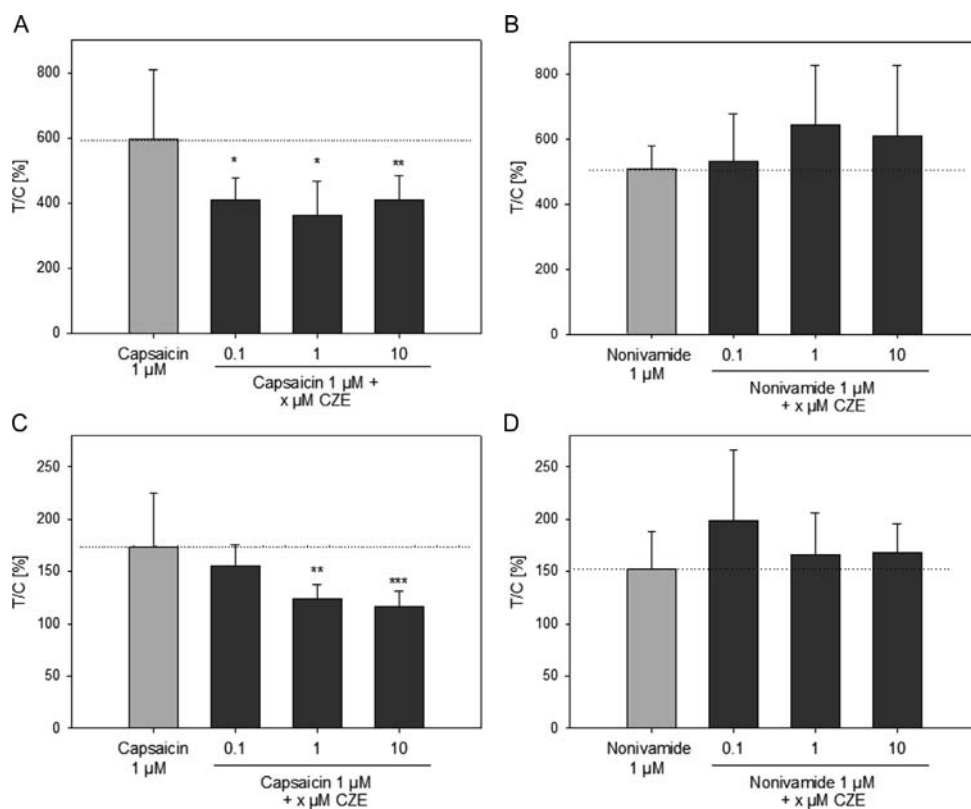 A
T/C [%]
800
600
400
200
0
*
*
**
Capsaicin
1 µM
0.1
1
10
Capsaicin 1 µM +
x µM CZE
B
T/C [%]
800
600
400
200
0
Nonivamide
1 µM
0.1
1
10
Nonivamide 1 µM
+ x µM CZE
C
T/C [%]
250
200
150
100
50
0
**
***
Capsaicin
1 µM
0.1
1
10
Capsaicin 1 µM
+ x µM CZE
D
T/C [%]
250
200
150
100
50
0
Nonivamide
1 µM
0.1
1
10
Nonivamide 1 µM
+ x µM CZE